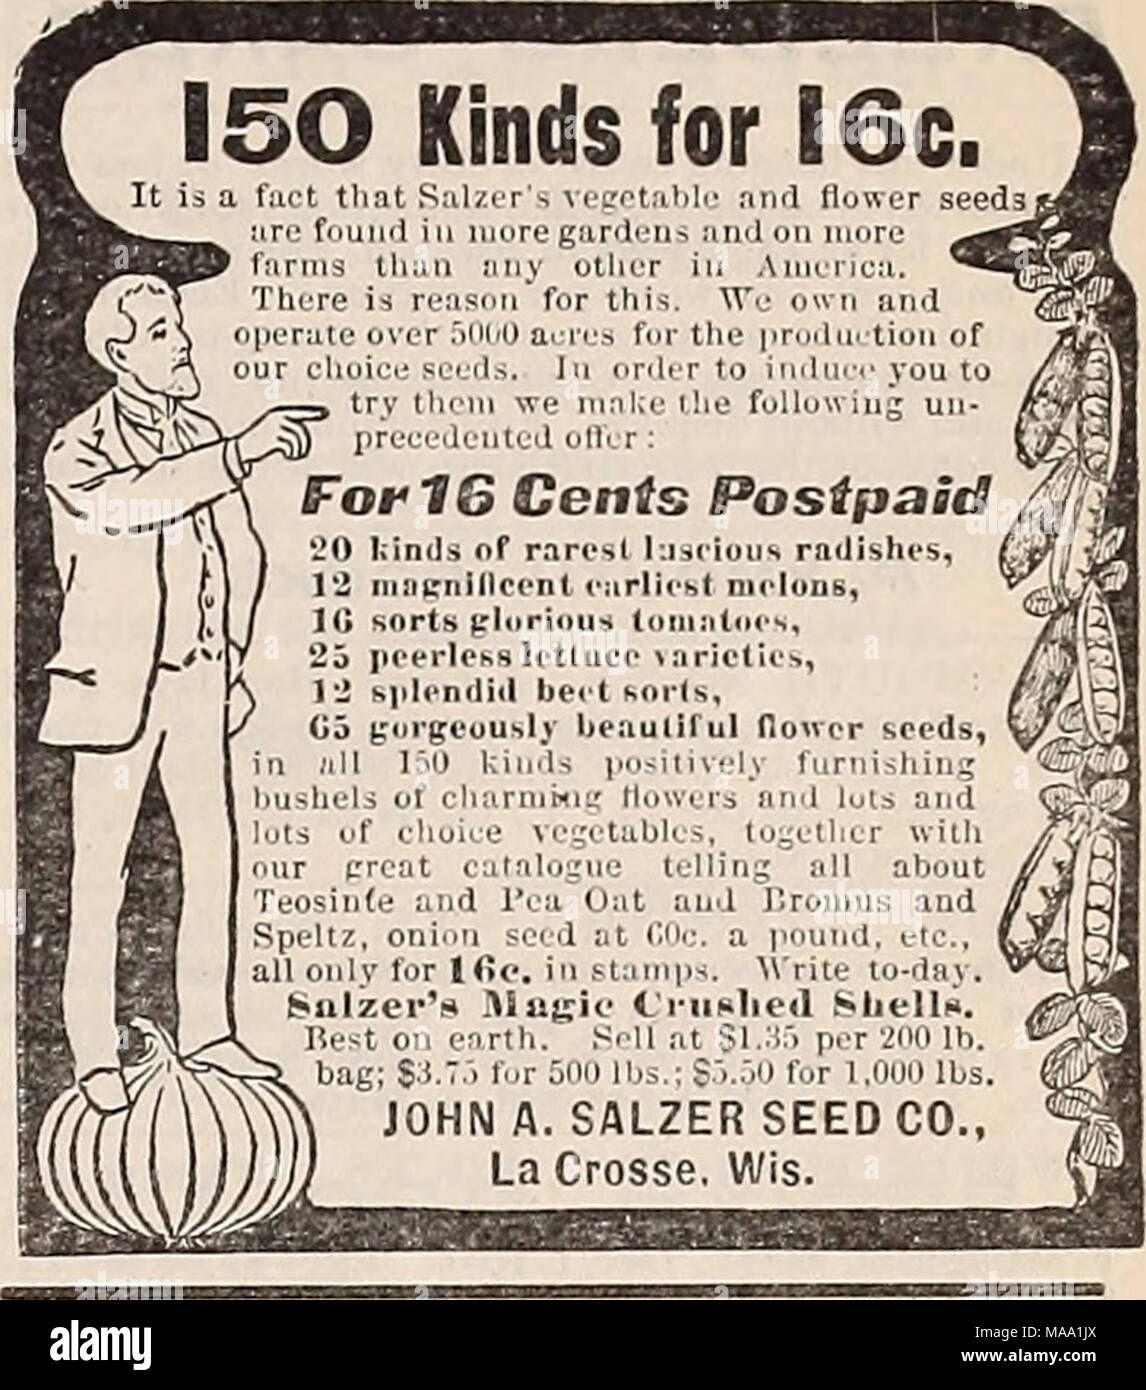 150 Kinds for 16c.
It is a fact that Salzer's vegetable and flower seeds
are found in more gardens and on more
farms than any other in America.
There is reason for this. We own and
operate over 5000 acres for the production of
our choice seeds. In order to induce you to
try them we make the following un-
precedented offer:
For 16 Cents Postpaid
20 kinds of rarest luscious radishes,
12 magnificent earliest melons,
16 sorts glorious tomatoes,
25 peerless lettuce varieties,
12 splendid beet sorts,
65 gorgeously beautiful flower seeds,
in all 150 kinds positively furnishing
bushels of charming flowers and lots and
lots of choice vegetables, together with
our great catalogue telling all about
Teosinte and Pea Oat and Bromus and
Speltz, onion seed at 60c. a pound, etc.,
all only for 16c. in stamps. Write to-day.
Salzer's Magic Crushed Shells.
Best on earth. Sell at $1.35 per 200 lb.
bag; $3.75 for 500 lbs.; $5.50 for 1,000 lbs.
JOHN A. SALZER SEED CO.,
La Crosse, Wis.
alamy
Image ID: MAA1JX
www.alamy.com